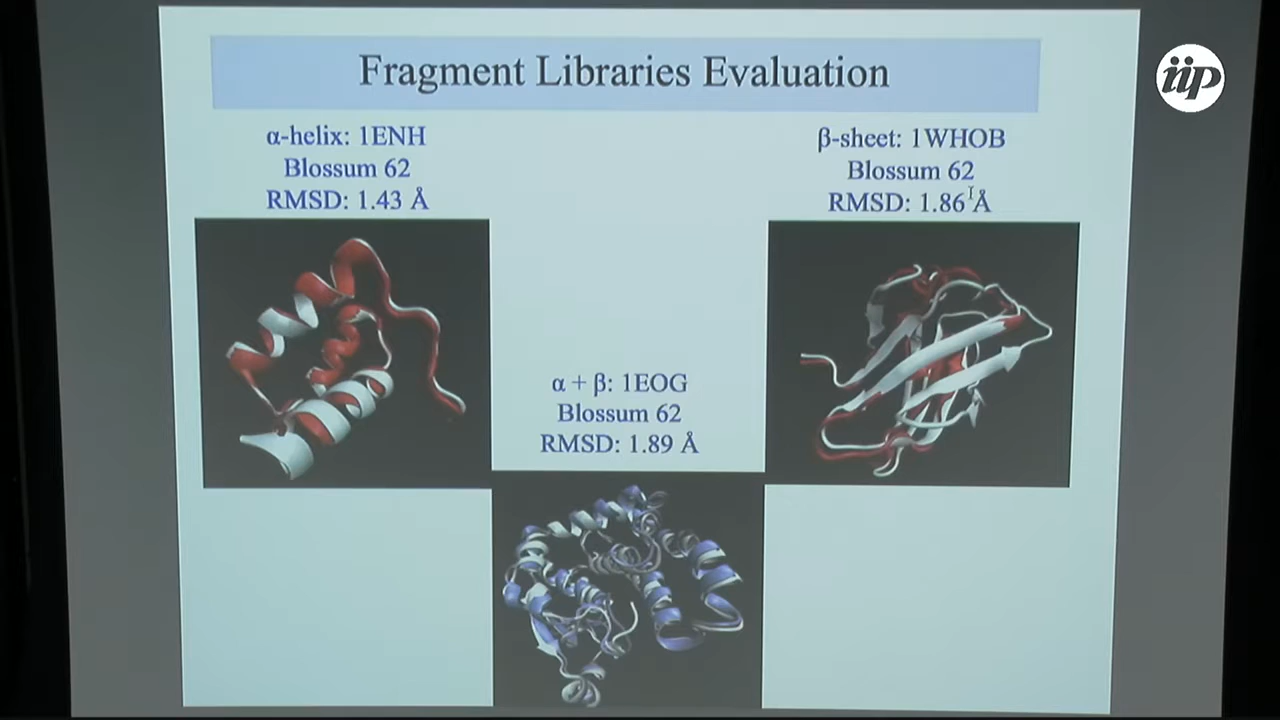 Fragment Libraries Evaluation
α-helix: 1ENH
Blossum 62
RMSD: 1.43 Å
β-sheet: 1WHOB
Blossum 62
RMSD: 1.86 Å
α + β: 1EOG
Blossum 62
RMSD: 1.89 Å
iip